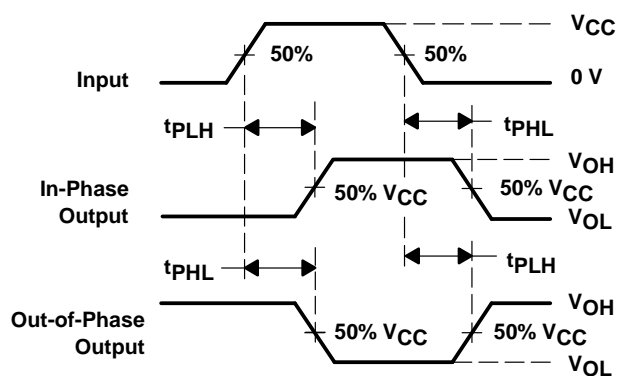 VCC
50%
50%
Input
0 V
tPLH
tPHL
VOH
In-Phase
Output
50% VCC
50% VCC
VOL
tPHL
tPLH
VOH
Out-of-Phase
Output
50% VCC
50% VCC
VOL